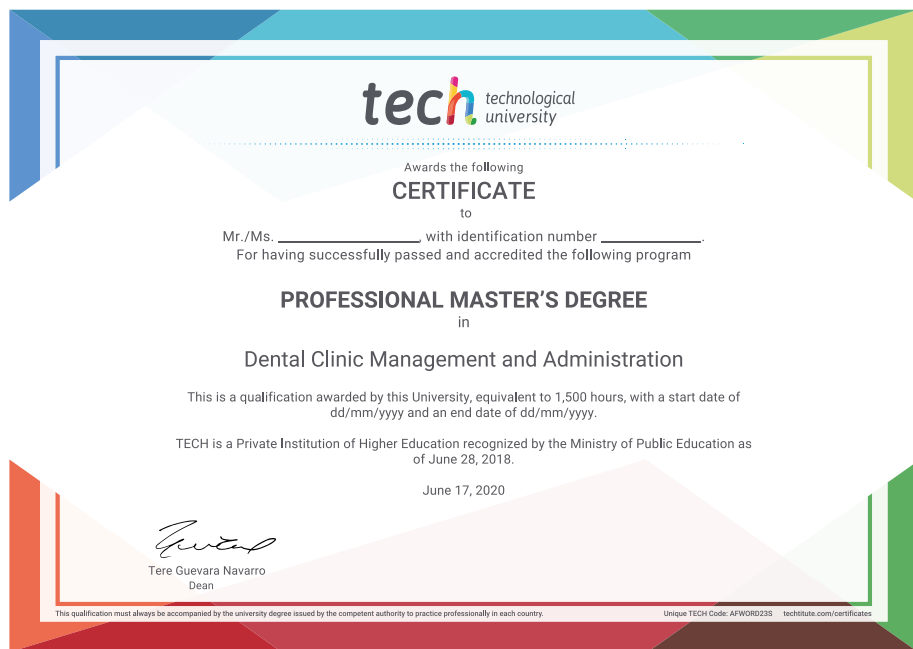 tech technological
university
Awards the following
CERTIFICATE
to
Mr./Ms. ____________________, with identification number ______________.
For having successfully passed and accredited the following program
PROFESSIONAL MASTER'S DEGREE
in
Dental Clinic Management and Administration
This is a qualification awarded by this University, equivalent to 1,500 hours, with a start date of
dd/mm/yyyy and an end date of dd/mm/yyyy.
TECH is a Private Institution of Higher Education recognized by the Ministry of Public Education as
of June 28, 2018.
June 17, 2020
Tere Guevara Navarro
Dean
This qualification must always be accompanied by the university degree issued by the competent authority to practice professionally in each country.
Unique TECH Code: AFWORD23S techtitute.com/certificates